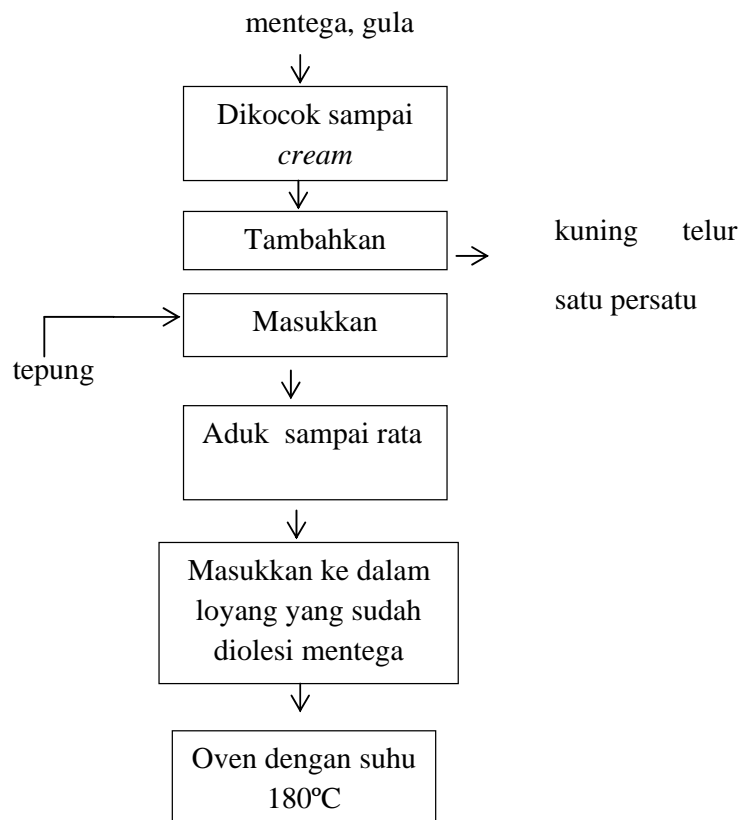 mentega, gula
Dikocok sampai
cream
Tambahkan
kuning telur
satu persatu
Masukkan
tepung
Aduk sampai rata
Masukkan ke dalam
loyang yang sudah
diolesi mentega
Oven dengan suhu
180ºC